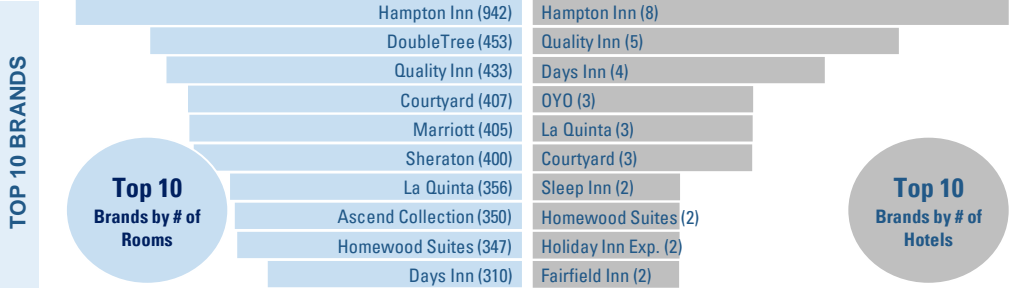 TOP 10 BRANDS
Hampton Inn (942)
DoubleTree (453)
Quality Inn (433)
Courtyard (407)
Marriott (405)
Sheraton (400)
La Quinta (356)
Ascend Collection (350)
Homewood Suites (347)
Days Inn (310)
Top 10
Brands by # of
Rooms
Hampton Inn (8)
Quality Inn (5)
Days Inn (4)
OYO (3)
La Quinta (3)
Courtyard (3)
Sleep Inn (2)
Homewood Suites (2)
Holiday Inn Exp. (2)
Fairfield Inn (2)
Top 10
Brands by # of
Hotels